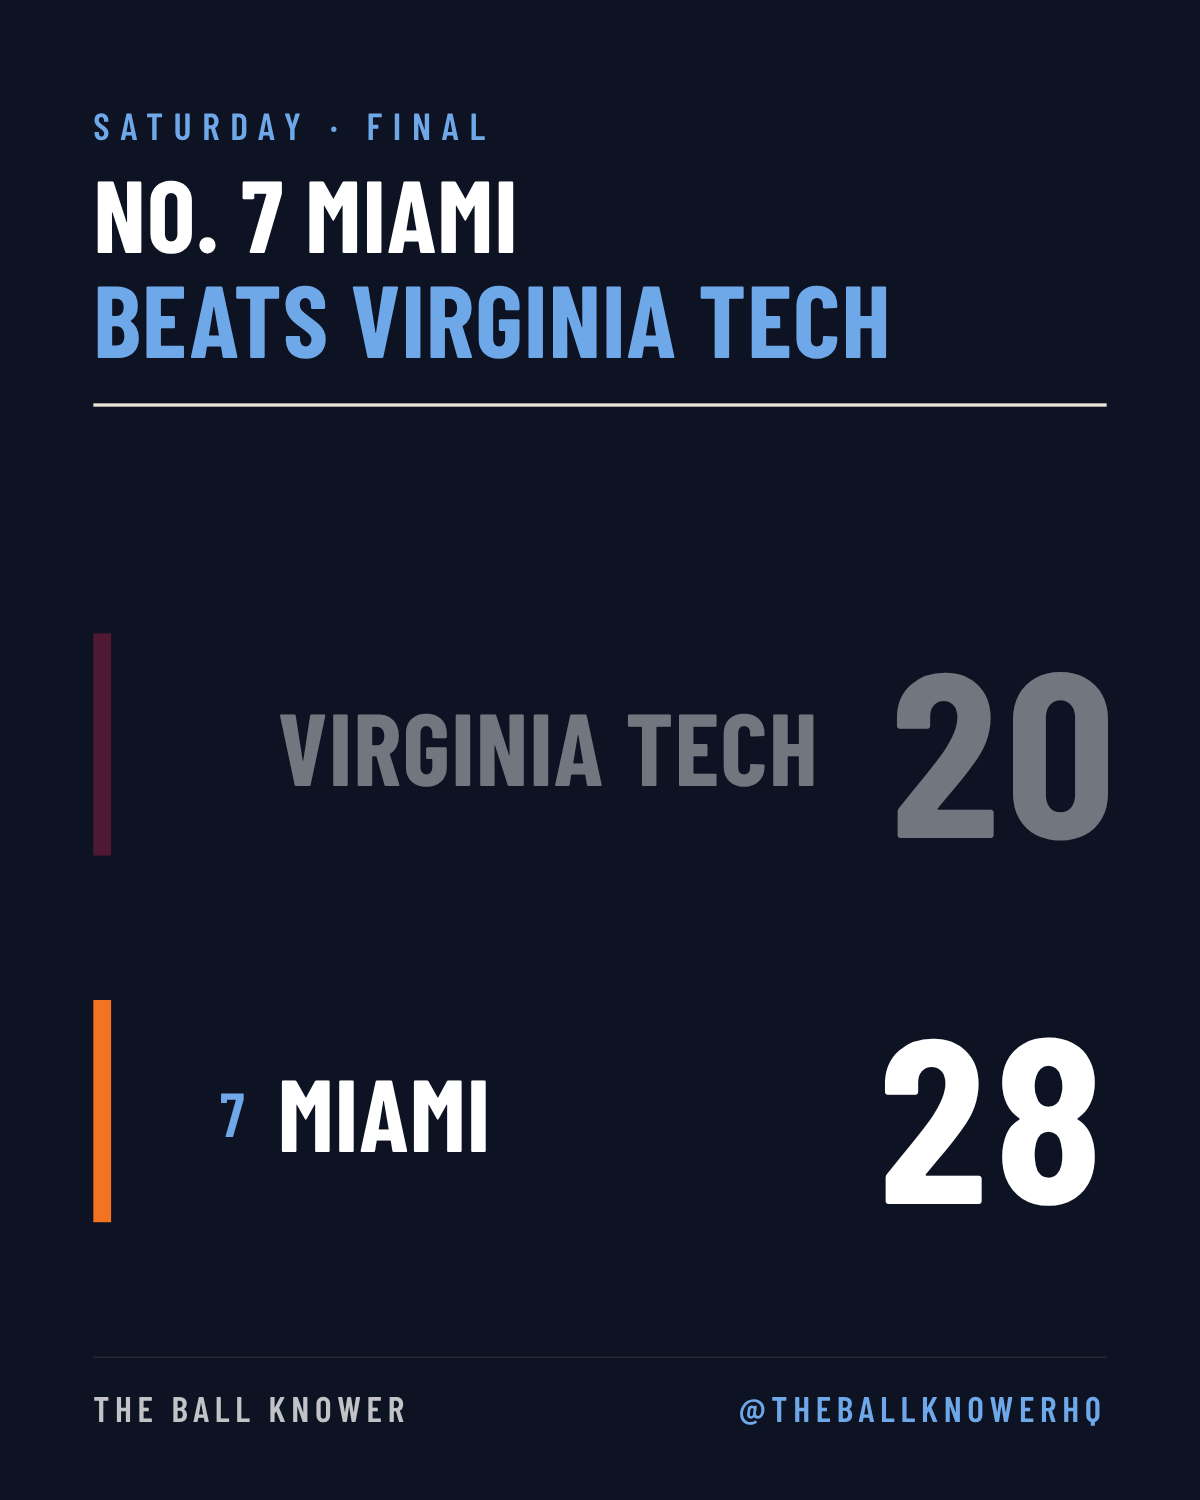 SATURDAY · FINAL
NO. 7 MIAMI
BEATS VIRGINIA TECH
VIRGINIA TECH 20
7 MIAMI 28
THE BALL KNOWER @THEBALLKNOWERHQ